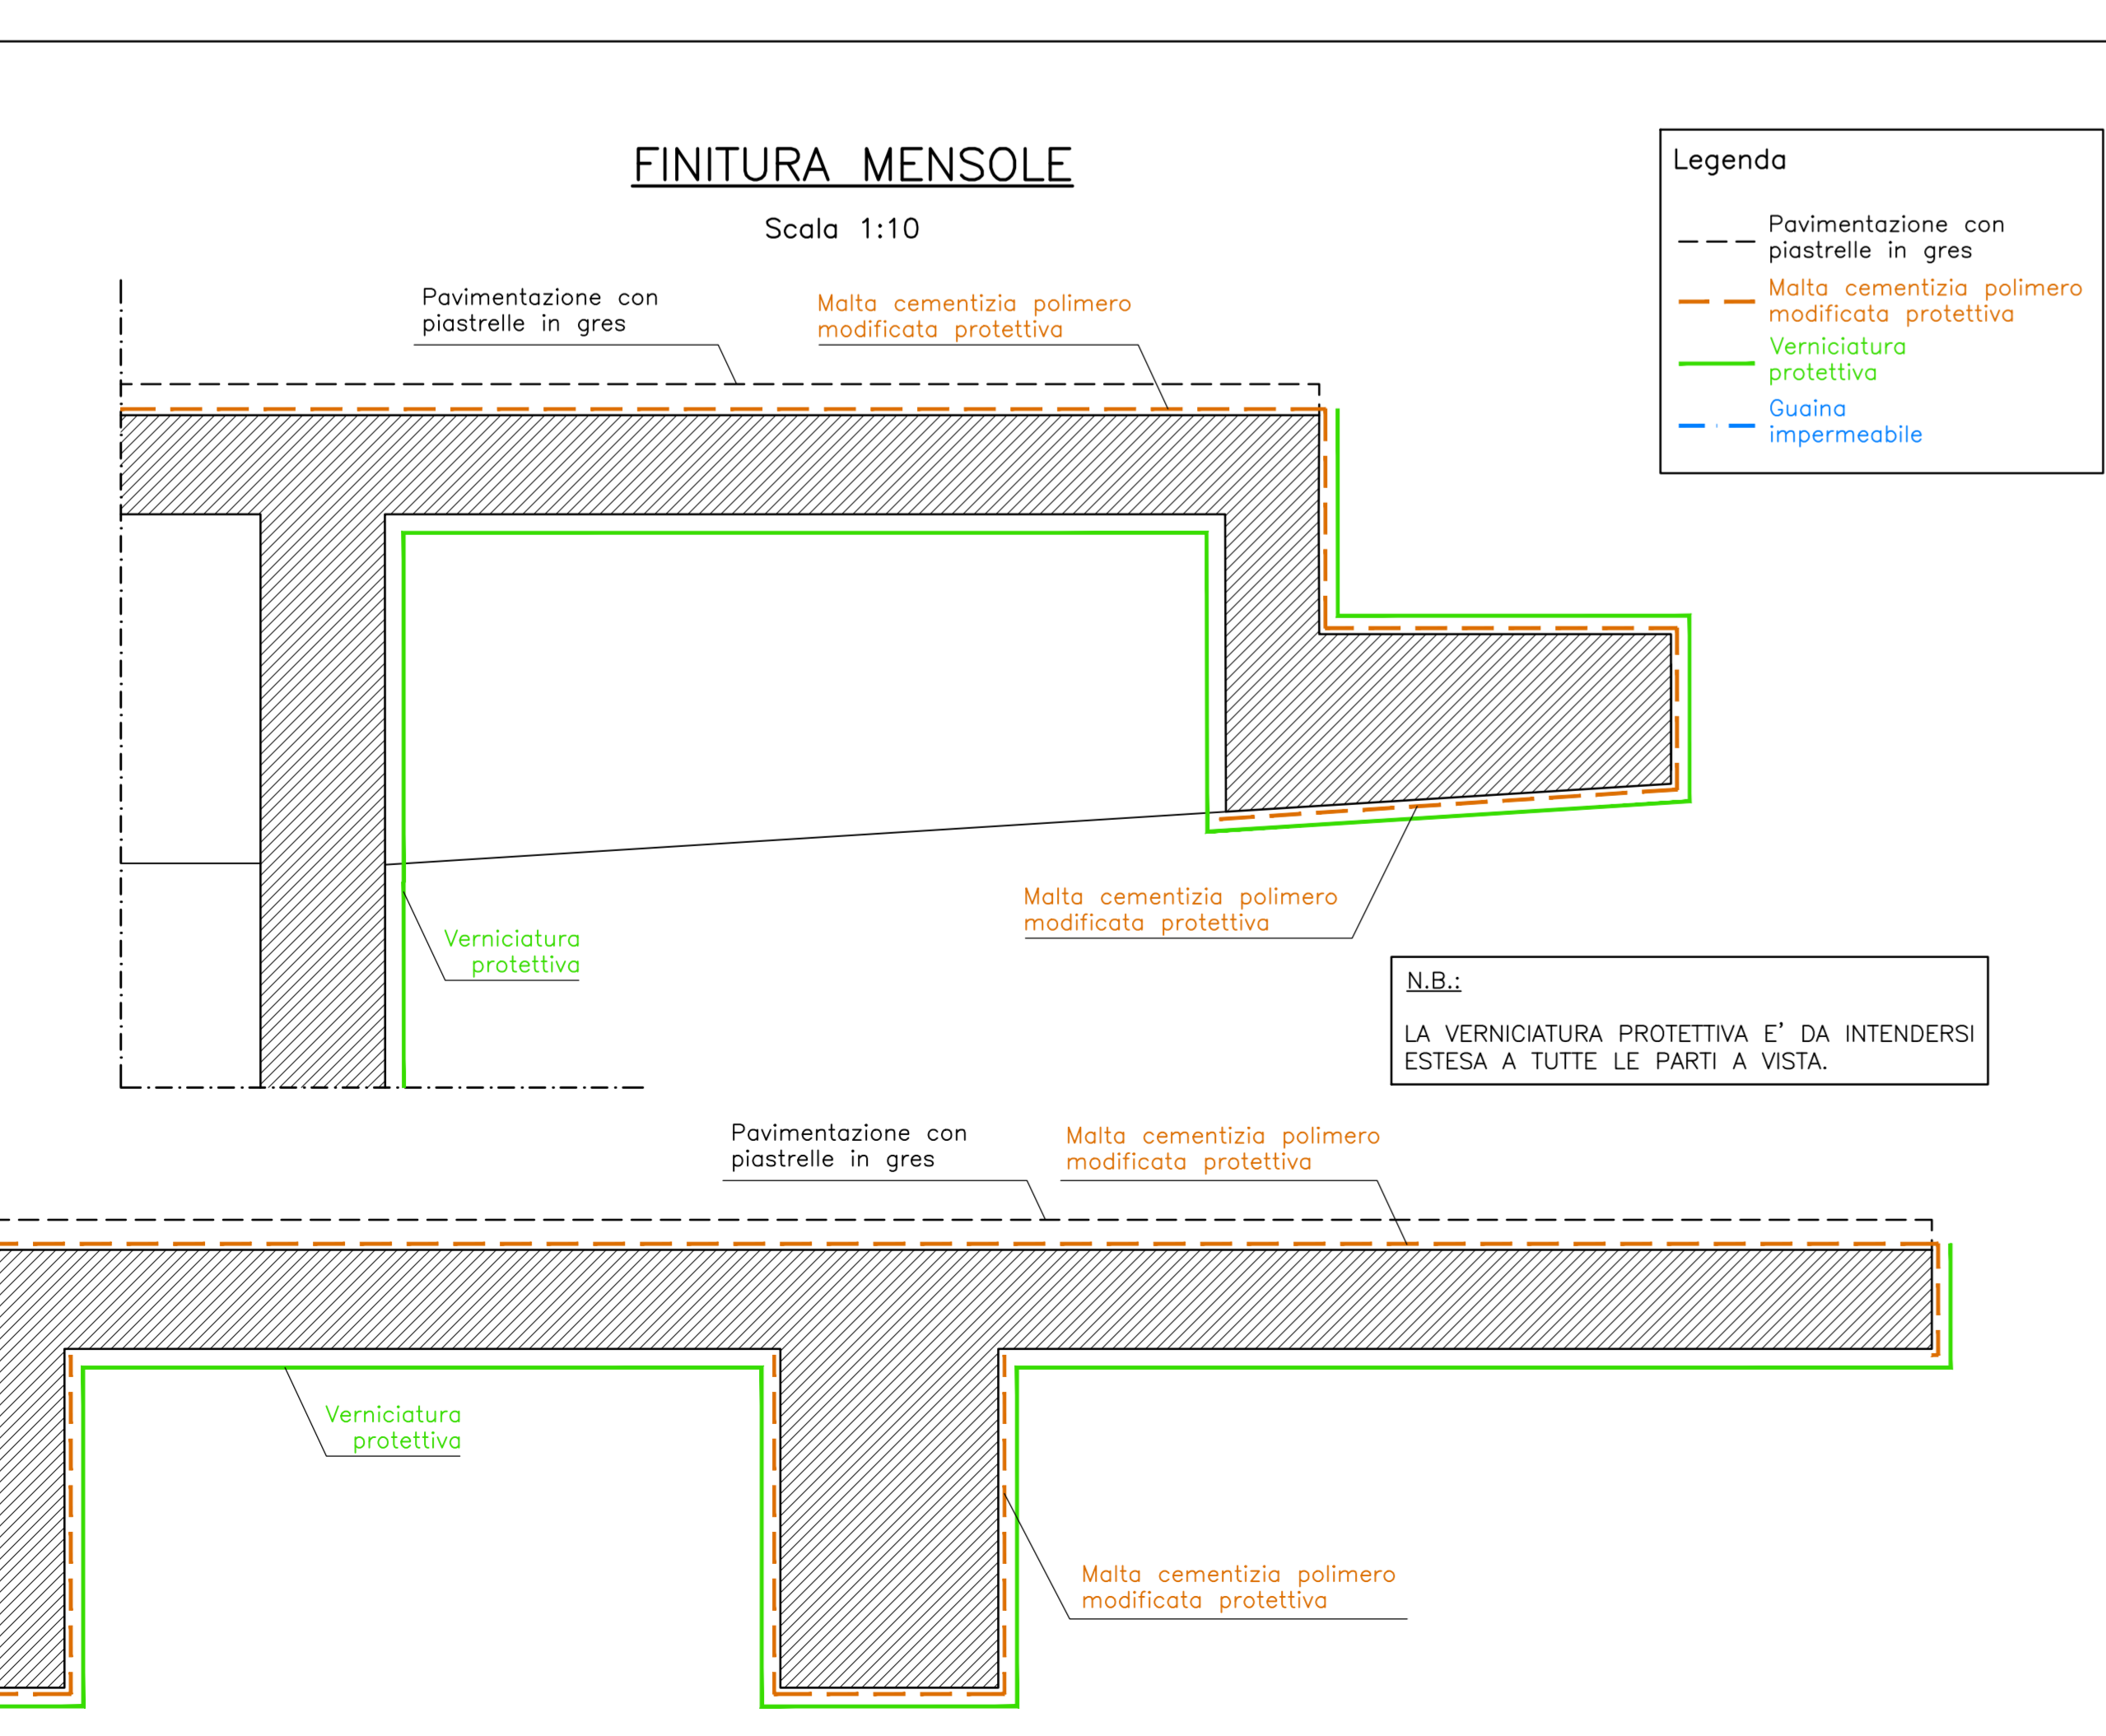 FINITURA MENSOLE
Scala 1:10
Legenda
Pavimentazione con
piastrelle in gres
Malta cementizia polimero
modificata protettiva
Verniciatura
protettiva
Guaina
impermeabile
Pavimentazione con
piastrelle in gres
Malta cementizia polimero
modificata protettiva
Malta cementizia polimero
modificata protettiva
Verniciatura
protettiva
N.B.:
LA VERNICIATURA PROTETTIVA E' DA INTENDERSI
ESTESA A TUTTE LE PARTI A VISTA.
Pavimentazione con
piastrelle in gres
Malta cementizia polimero
modificata protettiva
Verniciatura
protettiva
Malta cementizia polimero
modificata protettiva